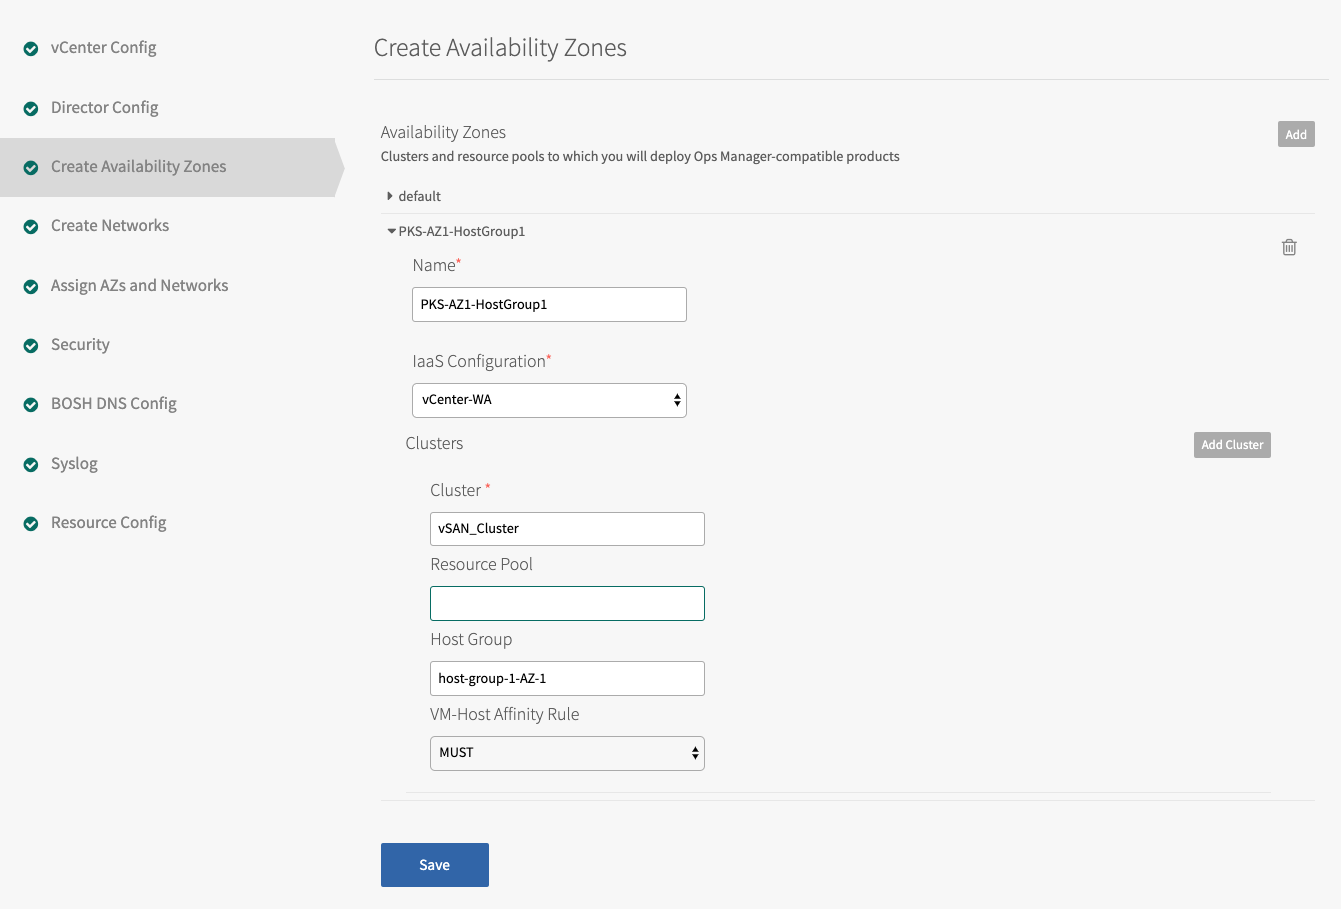 vCenter Config
Director Config
Create Availability Zones
Create Networks
Assign AZs and Networks
Security
BOSH DNS Config
Syslog
Resource Config
Create Availability Zones
Availability Zones
Add
Clusters and resource pools to which you will deploy Ops Manager-compatible products
default
PKS-AZ1-HostGroup1
Name*
PKS-AZ1-HostGroup1
IaaS Configuration*
vCenter-WA
Clusters
Add Cluster
Cluster *
vSAN_Cluster
Resource Pool
Host Group
host-group-1-AZ-1
VM-Host Affinity Rule
MUST
Save